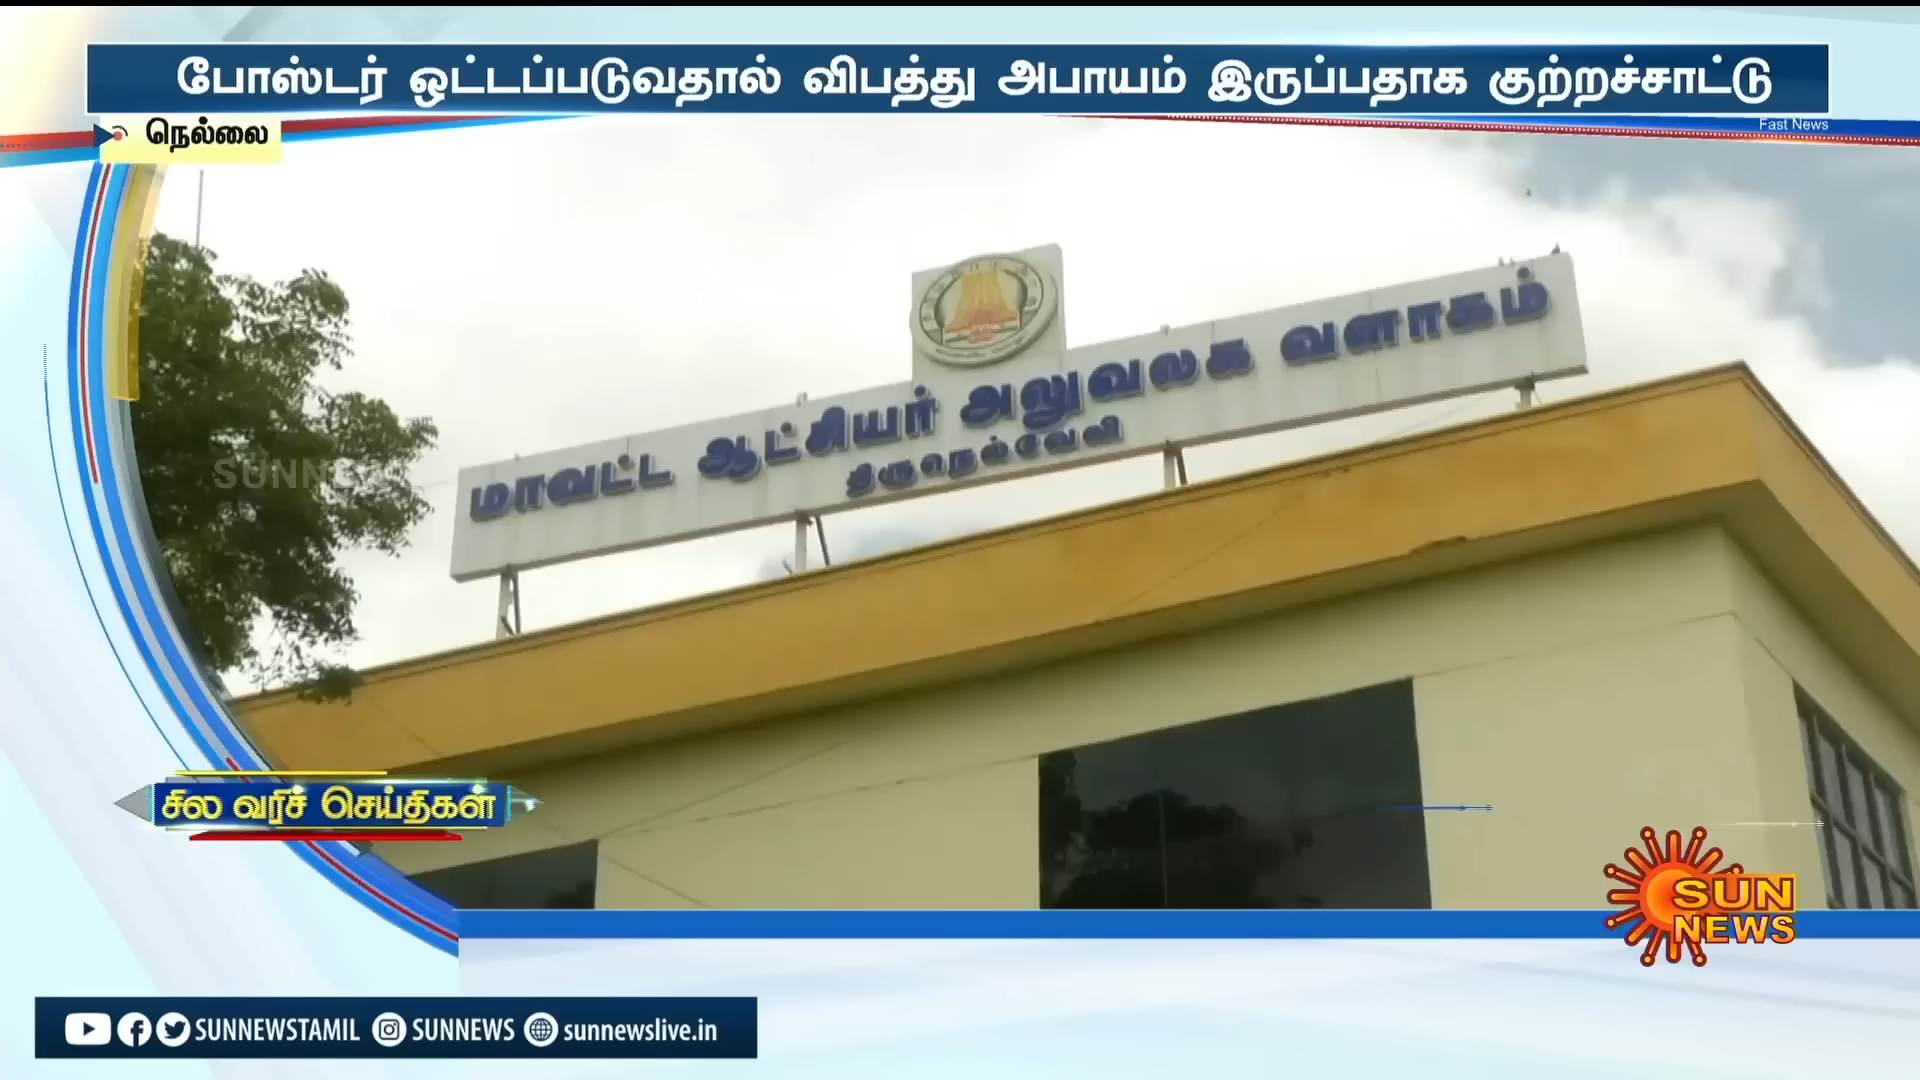 போஸ்டர் ஒட்டப்படுவதால் விபத்து அபாயம் இருப்பதாக குற்றச்சாட்டு
Fast News
நெல்லை
மாவட்ட ஆட்சியர் அலுவலக வளாகம்
திருநெல்வேலி
SUNNEWS
சில வரிச் செய்திகள்
SUN
NEWS
SUNNEWSTAMIL SUNNEWS sunnewslive.in